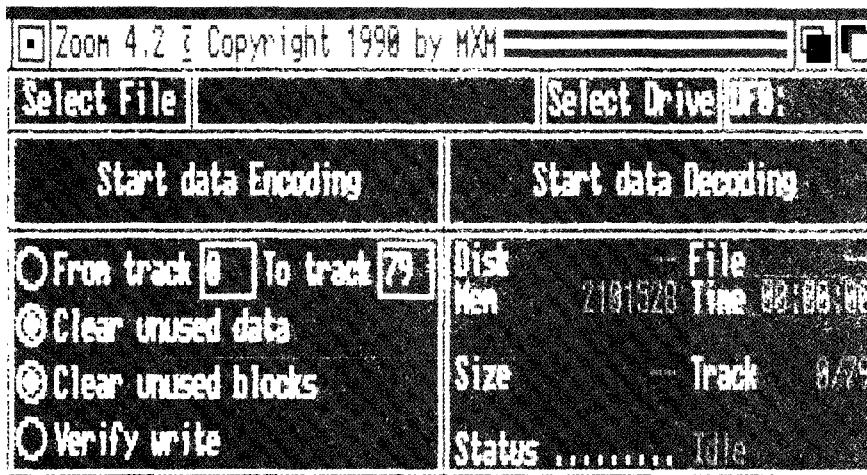 Zoom 4.2 © Copyright 1990 by MXM
Select File Select Drive DF0:
Start data Encoding Start data Decoding
From track 0 To track 79 Disk -- File --
Mem 2101528 Time 00:00:00
Clear unused data
Clear unused blocks Size -- Track 0/79
Verify write Status ......... Idle